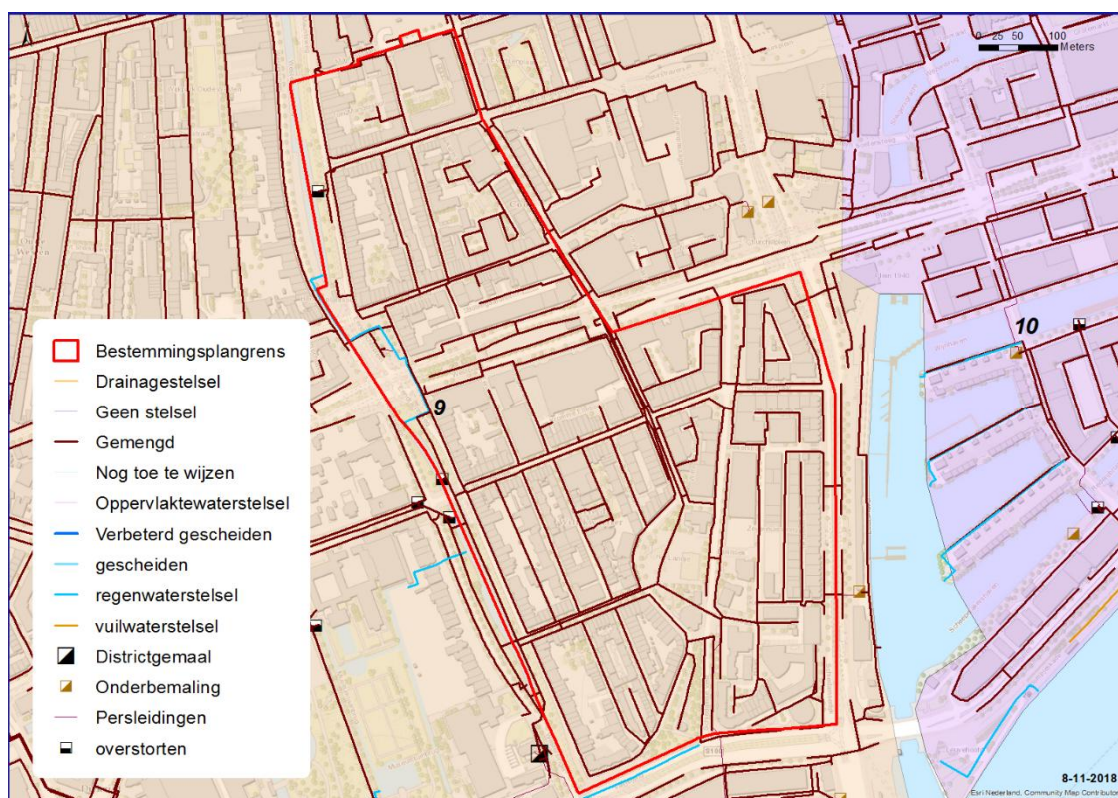 0 25 50 100
Meters
10
9
Bestemmingsplangrens
Drainagestelsel
Geen stelsel
Gemengd
Nog toe te wijzen
Oppervlaktewaterstelsel
Verbeterd gescheiden
gescheiden
regenwaterstelsel
vuilwaterstelsel
Districtgemaal
Onderbemaling
Persleidingen
overstorten
8-11-2018
Esri Nederland, Community Map Contributor